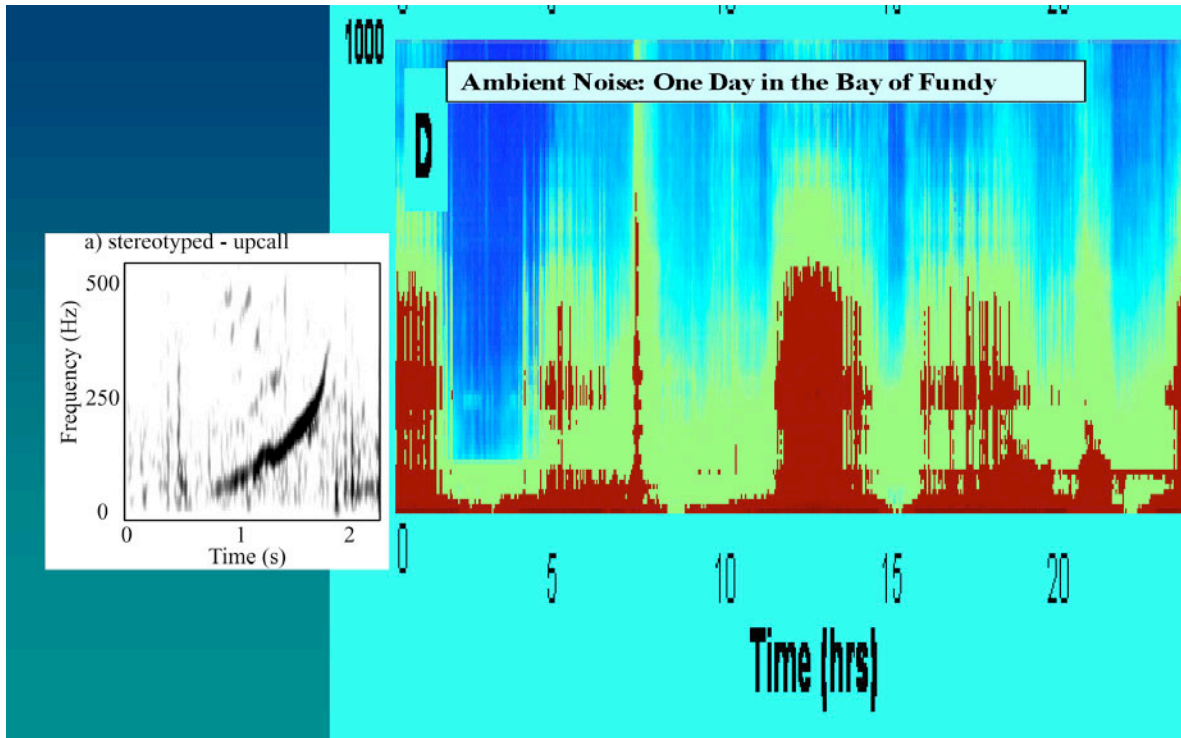 1000
Ambient Noise: One Day in the Bay of Fundy
D
a) stereotyped - upcall
500
250
0
Frequency (Hz)
0 1 2
Time (s)
0 5 10 15 20
Time (hrs)